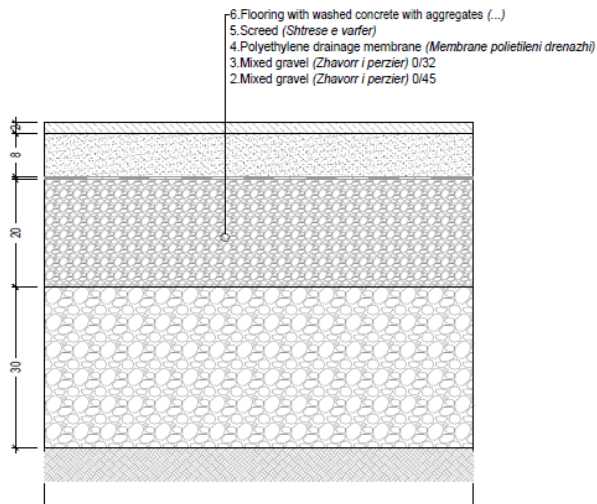 6.Flooring with washed concrete with aggregates (...)
5.Screed (Shtrese e varfer)
4.Polyethylene drainage membrane (Membrane polietileni drenazhi)
3.Mixed gravel (Zhavorr i perzier) 0/32
2.Mixed gravel (Zhavorr i perzier) 0/45
2
8
20
30